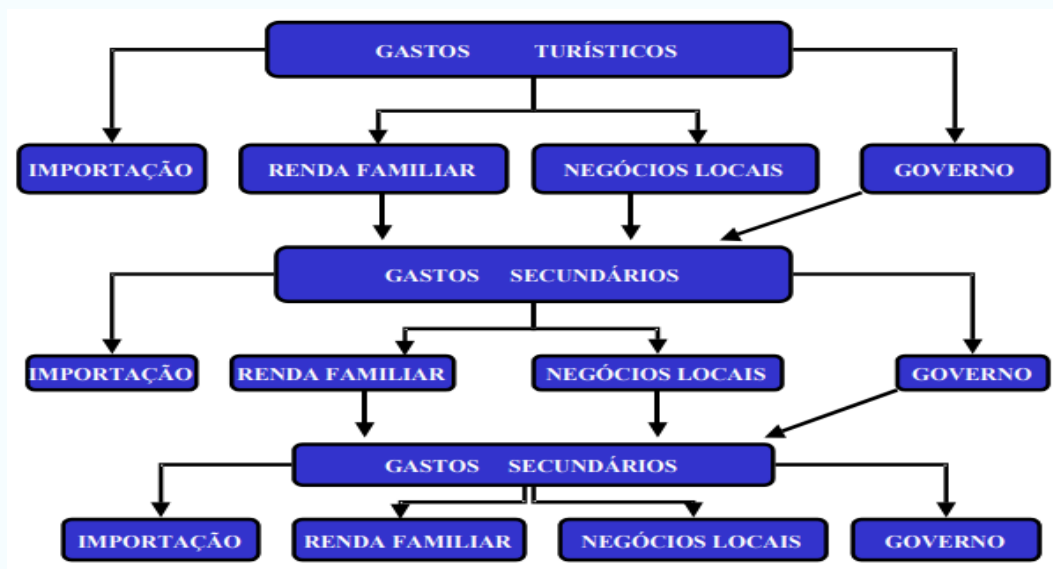 GASTOS TURÍSTICOS
IMPORTAÇÃO
RENDA FAMILIAR
NEGÓCIOS LOCAIS
GOVERNO
GASTOS SECUNDÁRIOS
IMPORTAÇÃO
RENDA FAMILIAR
NEGÓCIOS LOCAIS
GOVERNO
GASTOS SECUNDÁRIOS
IMPORTAÇÃO
RENDA FAMILIAR
NEGÓCIOS LOCAIS
GOVERNO